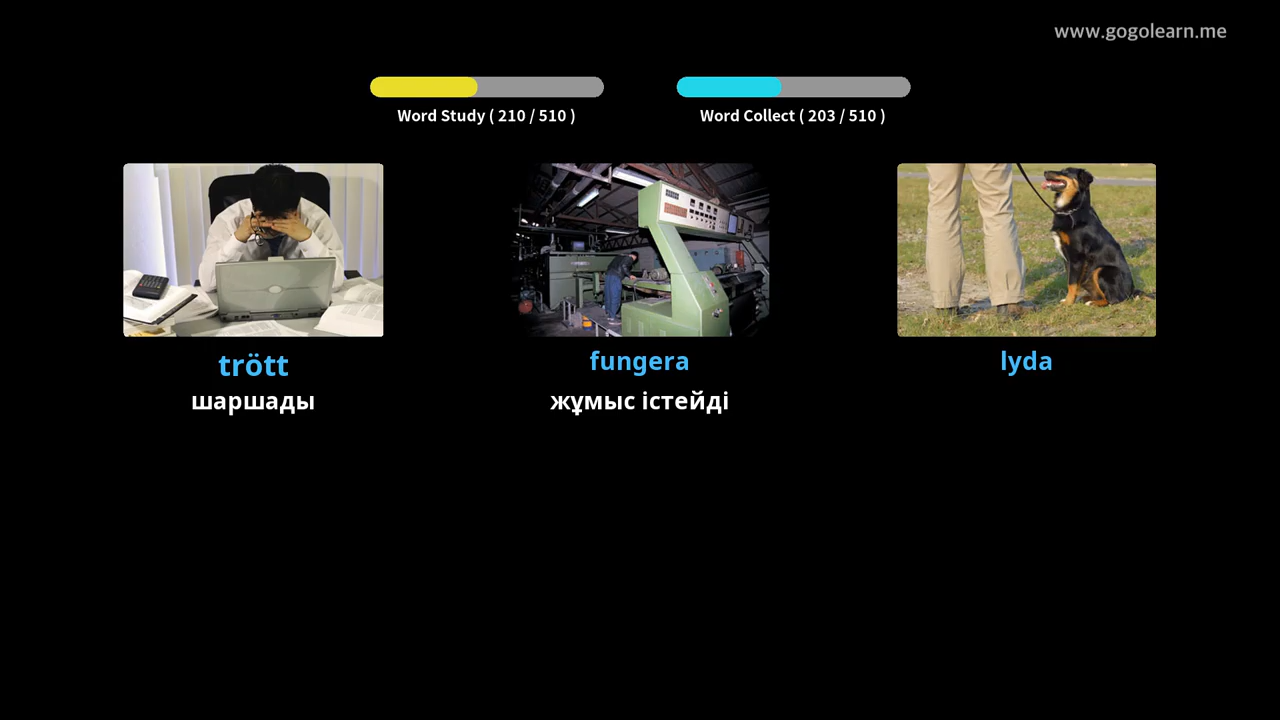 www.gogolearn.me
Word Study ( 210 / 510 )
Word Collect ( 203 / 510 )
trött
fungera
lyda
шаршады
жұмыс істейді